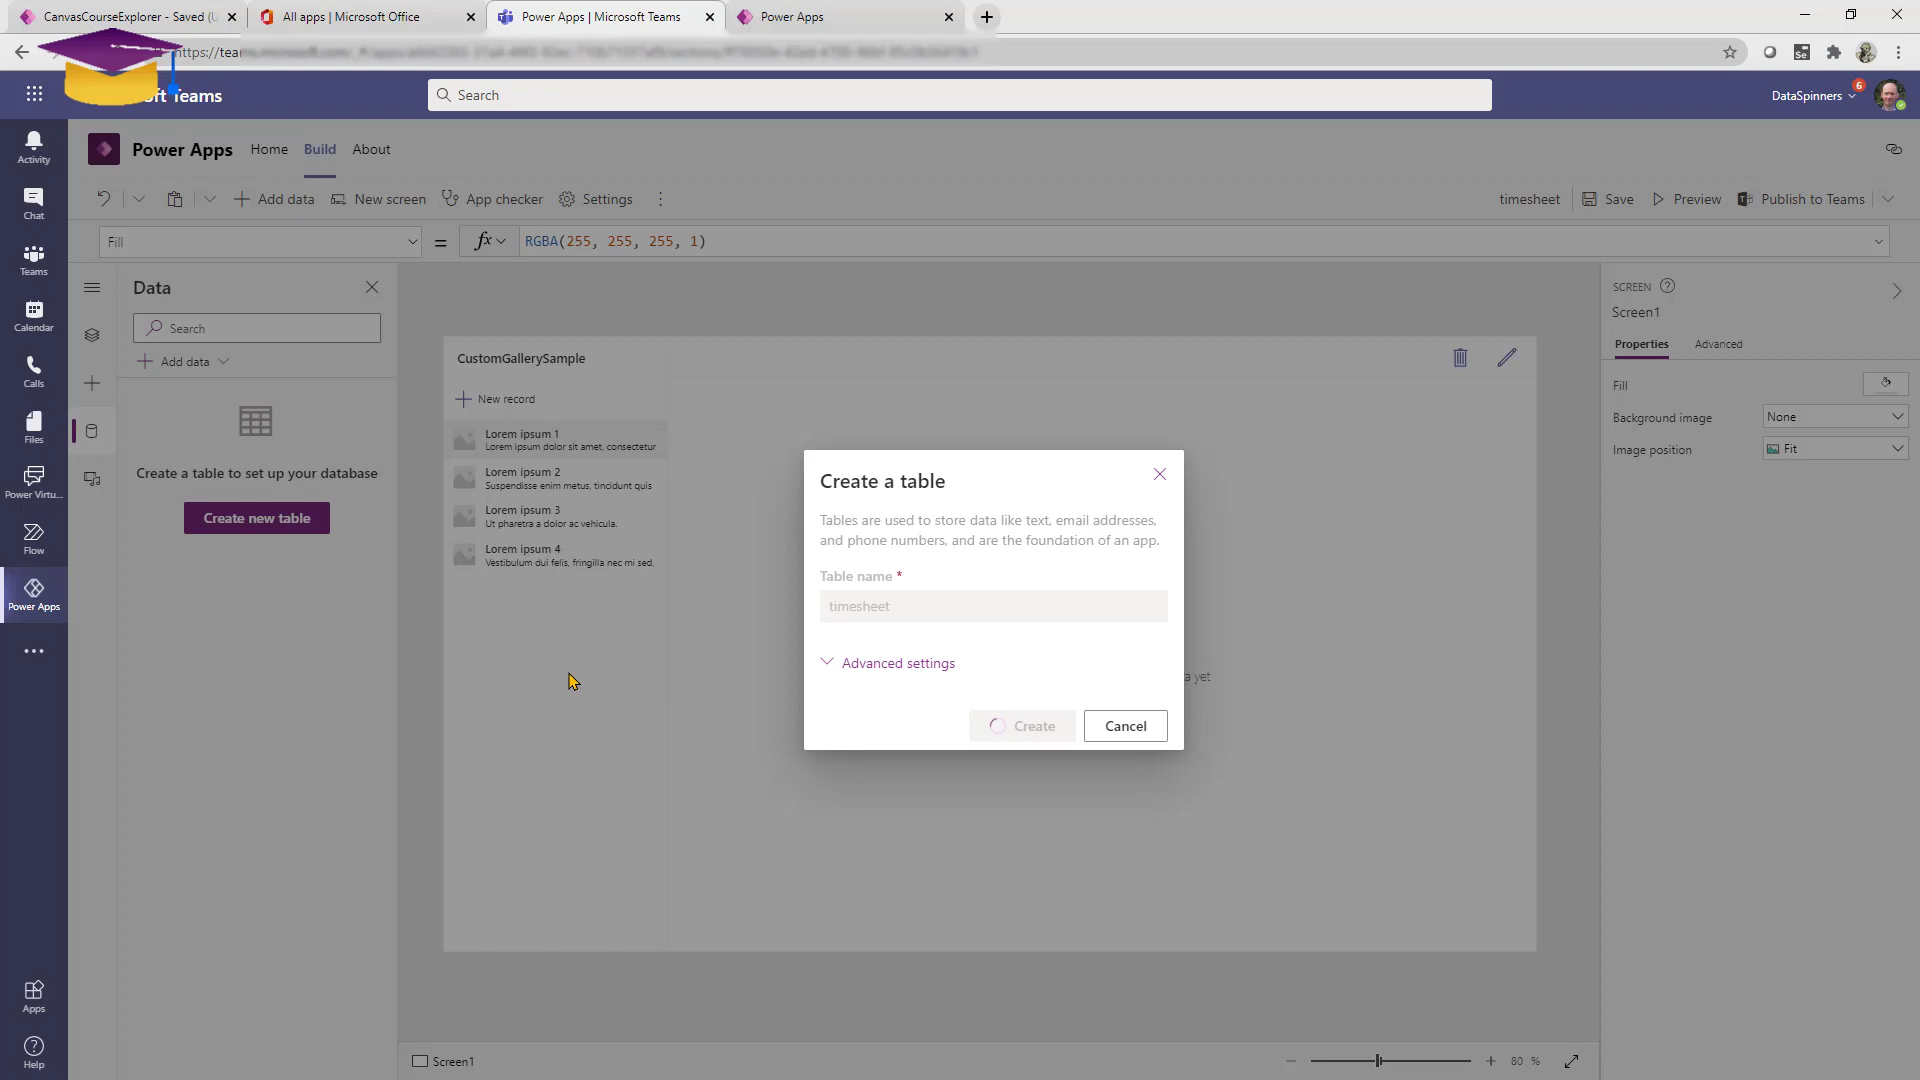 CanvasCourseExplorer - Saved (U
All apps | Microsoft Office
Power Apps | Microsoft Teams
Power Apps
https://teams.microsoft.com/
oft Teams
Search
DataSpinners
6
Activity
Chat
Teams
Calendar
Calls
Files
Power Virtu...
Flow
Power Apps
Apps
Help
Power Apps
Home
Build
About
Add data
New screen
App checker
Settings
timesheet
Save
Preview
Publish to Teams
Fill
=
fx
RGBA(255, 255, 255, 1)
Data
Search
Add data
Create a table to set up your database
Create new table
CustomGallerySample
New record
Lorem ipsum 1
Lorem ipsum dolor sit amet, consectetur
Lorem ipsum 2
Suspendisse enim metus, tincidunt quis
Lorem ipsum 3
Ut pharetra a dolor ac vehicula.
Lorem ipsum 4
Vestibulum dui felis, fringilla nec mi sed,
a yet
Create a table
Tables are used to store data like text, email addresses,
and phone numbers, and are the foundation of an app.
Table name *
timesheet
Advanced settings
Create
Cancel
SCREEN
Screen1
Properties
Advanced
Fill
Background image
None
Image position
Fit
Screen1
80 %